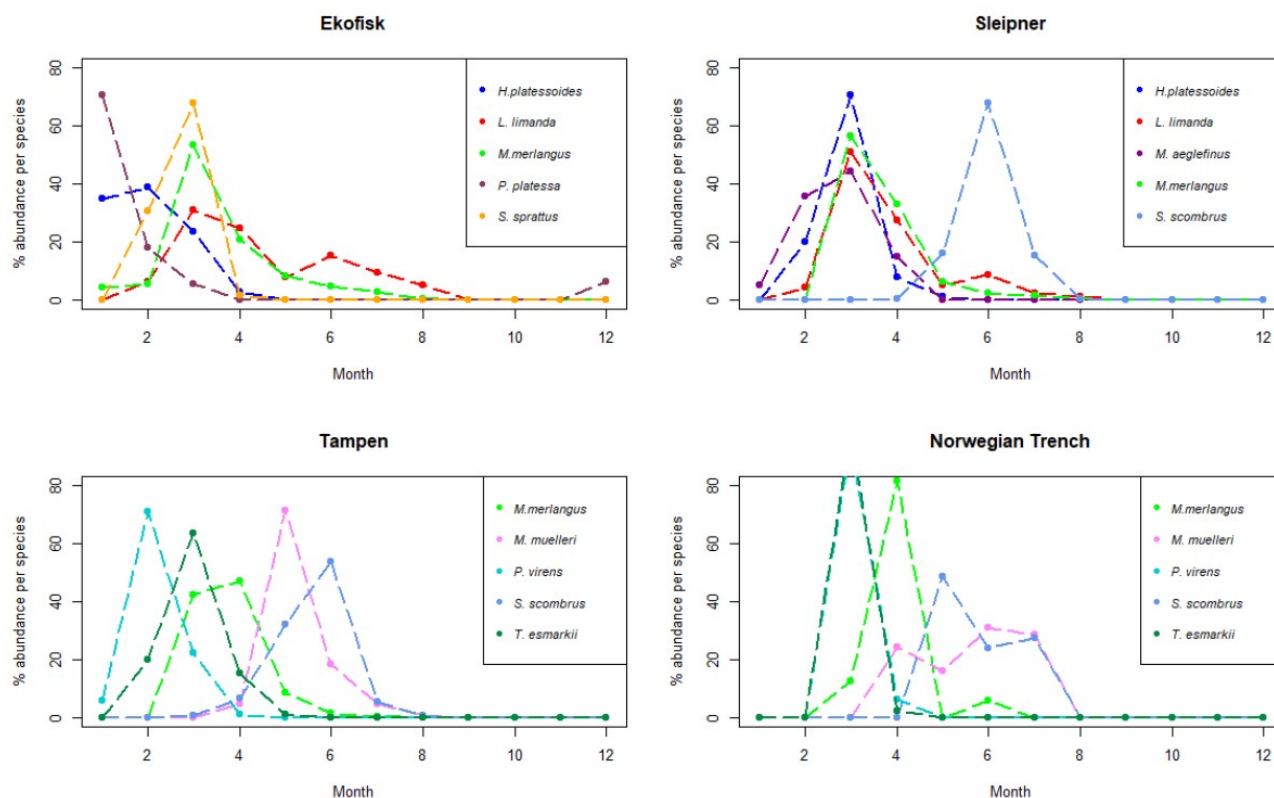 Ekofisk
% abundance per species
80
60
40
20
0
H.platessoides
L. limanda
M.merlangus
P. platessa
S. sprattus
2 4 6 8 10 12
Month
Sleipner
% abundance per species
80
60
40
20
0
H.platessoides
L. limanda
M. aeglefinus
M.merlangus
S. scombrus
2 4 6 8 10 12
Month
Tampen
% abundance per species
80
60
40
20
0
M.merlangus
M. muelleri
P. virens
S. scombrus
T. esmarkii
2 4 6 8 10 12
Month
Norwegian Trench
% abundance per species
80
60
40
20
0
M.merlangus
M. muelleri
P. virens
S. scombrus
T. esmarkii
2 4 6 8 10 12
Month